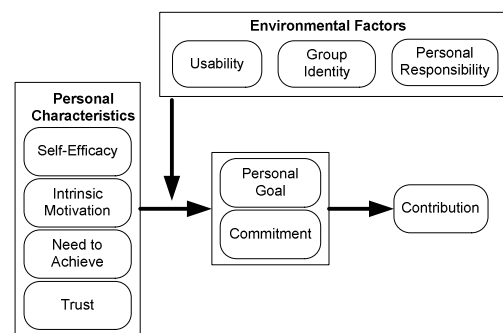 Environmental Factors
Usability
Group
Identity
Personal
Responsibility
Personal
Characteristics
Self-Efficacy
Intrinsic
Motivation
Need to
Achieve
Trust
Personal
Goal
Commitment
Contribution